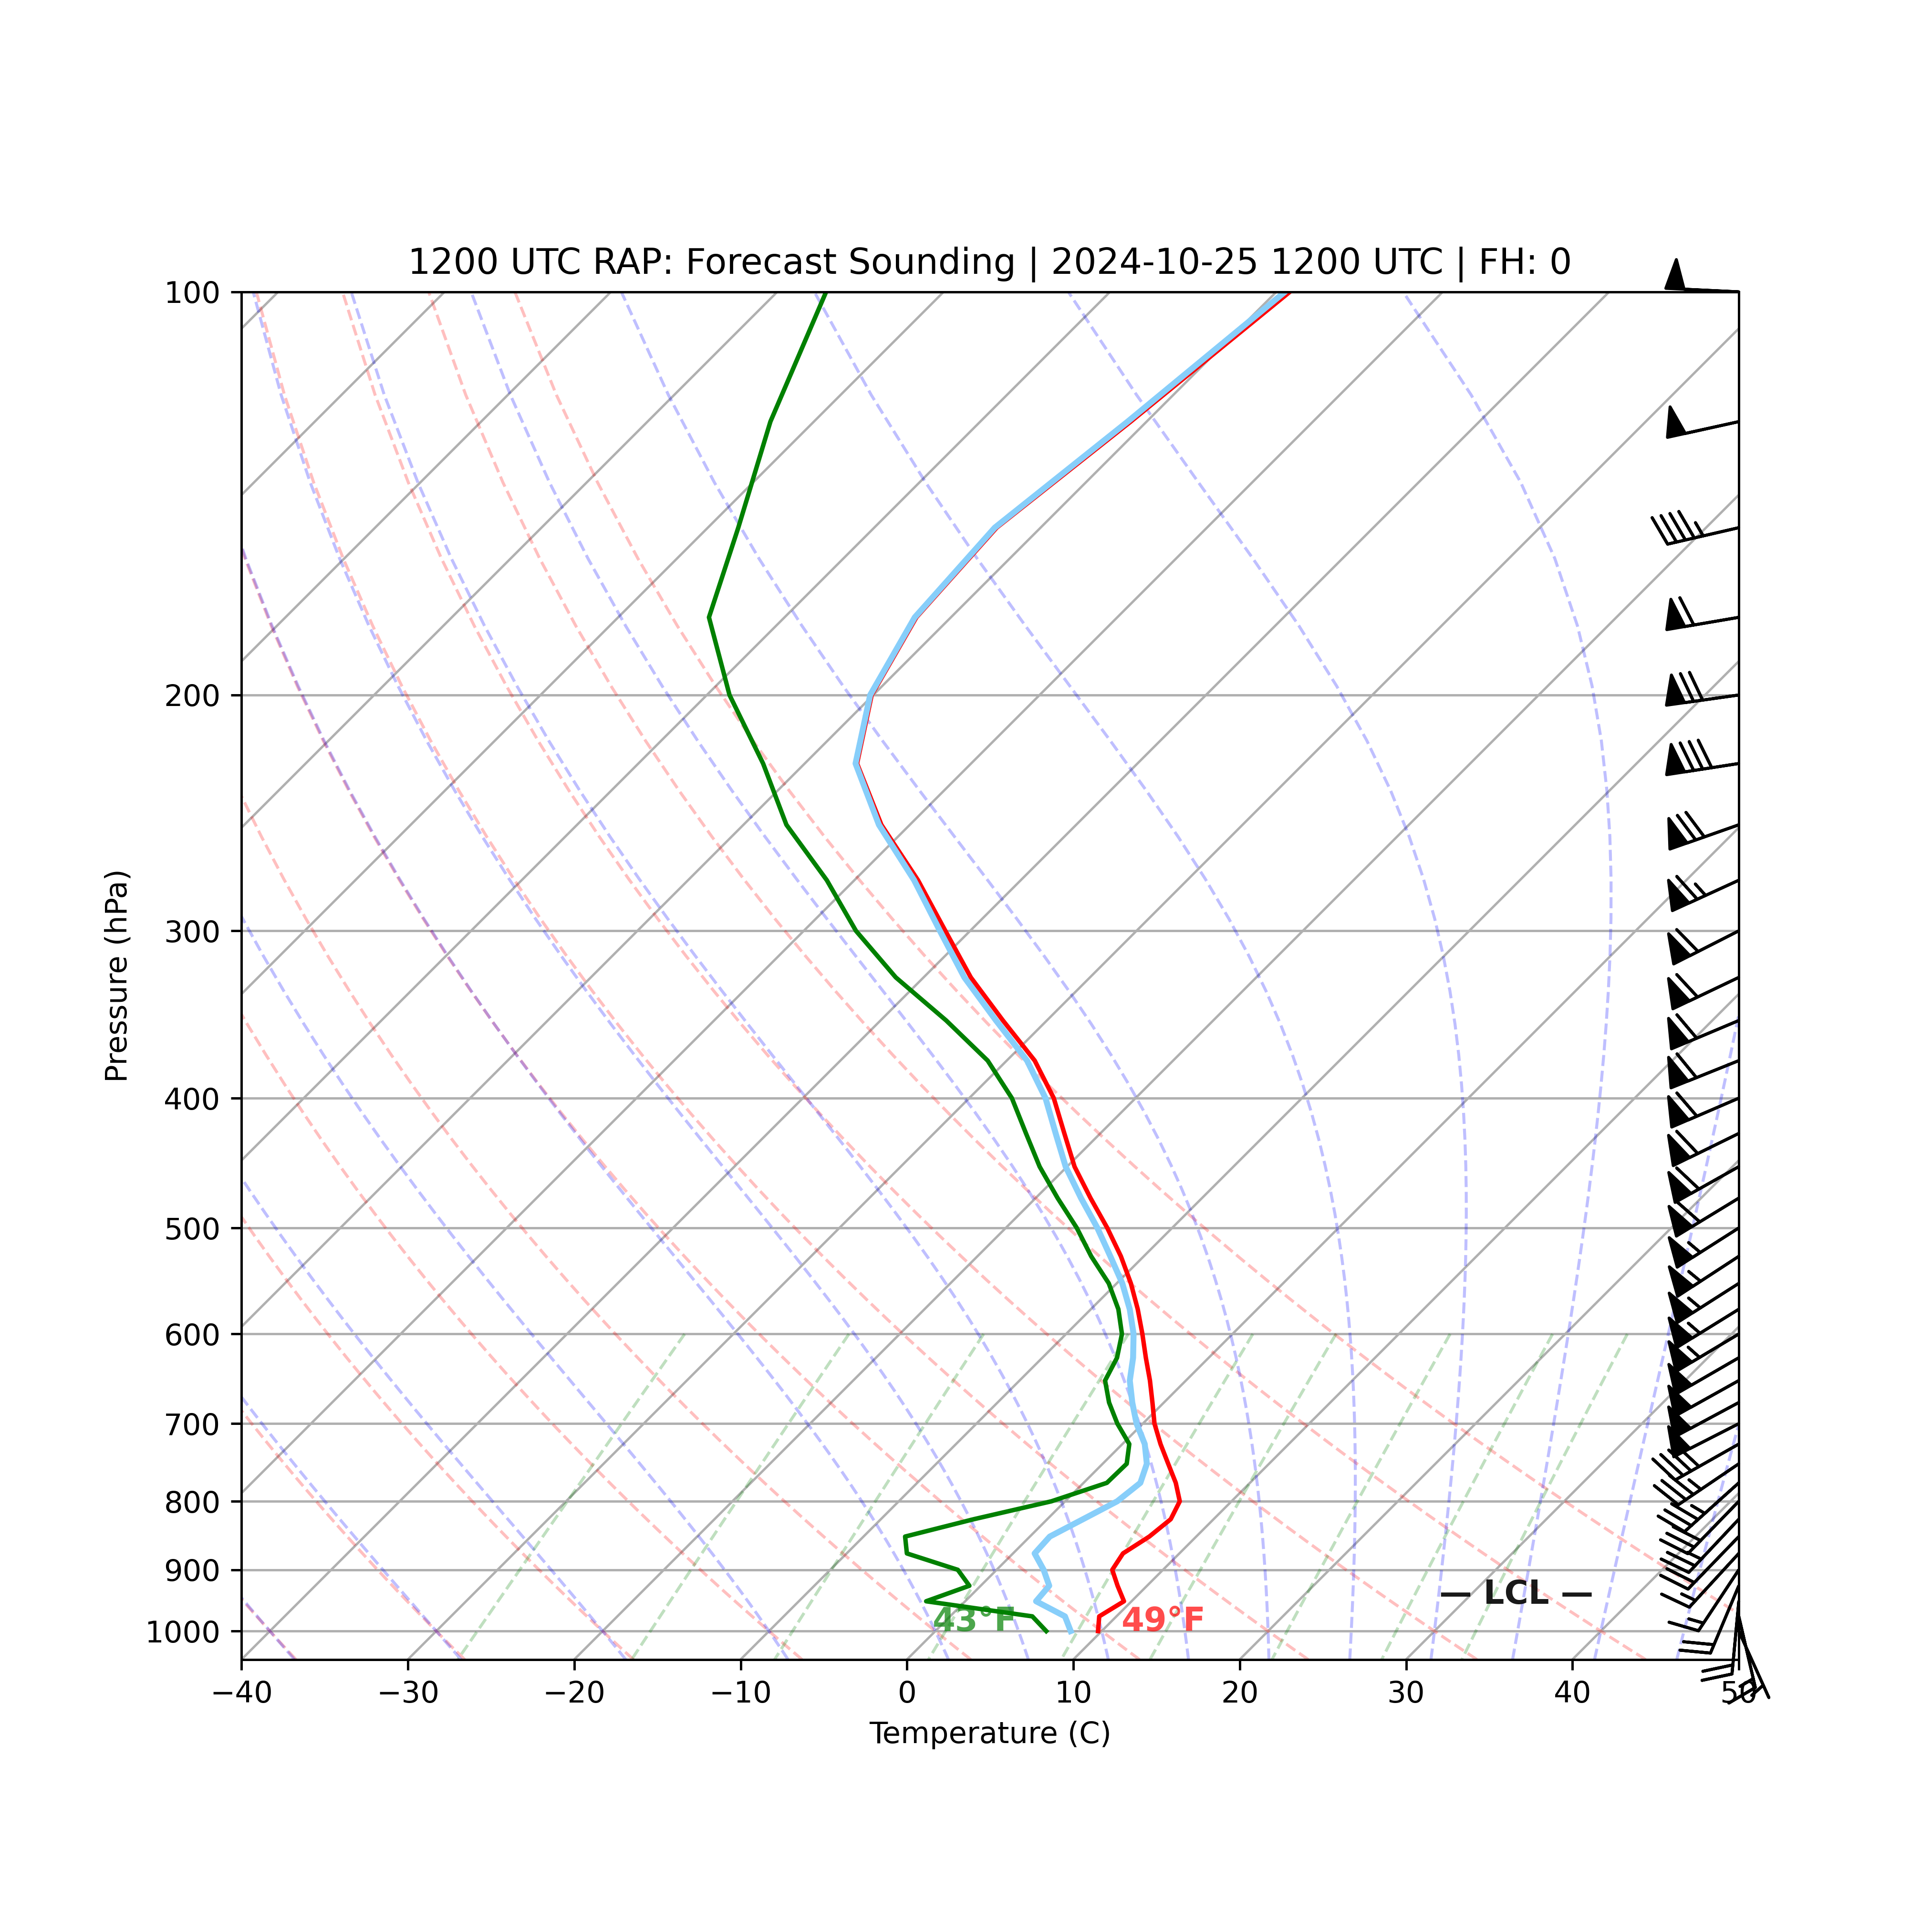 1200 UTC RAP: Forecast Sounding | 2024-10-25 1200 UTC | FH: 0
100
200
300
400
500
600
700
800
900
1000
Pressure (hPa)
— LCL —
43°F
49°F
−40 −30 −20 −10 0 10 20 30 40 50
Temperature (C)